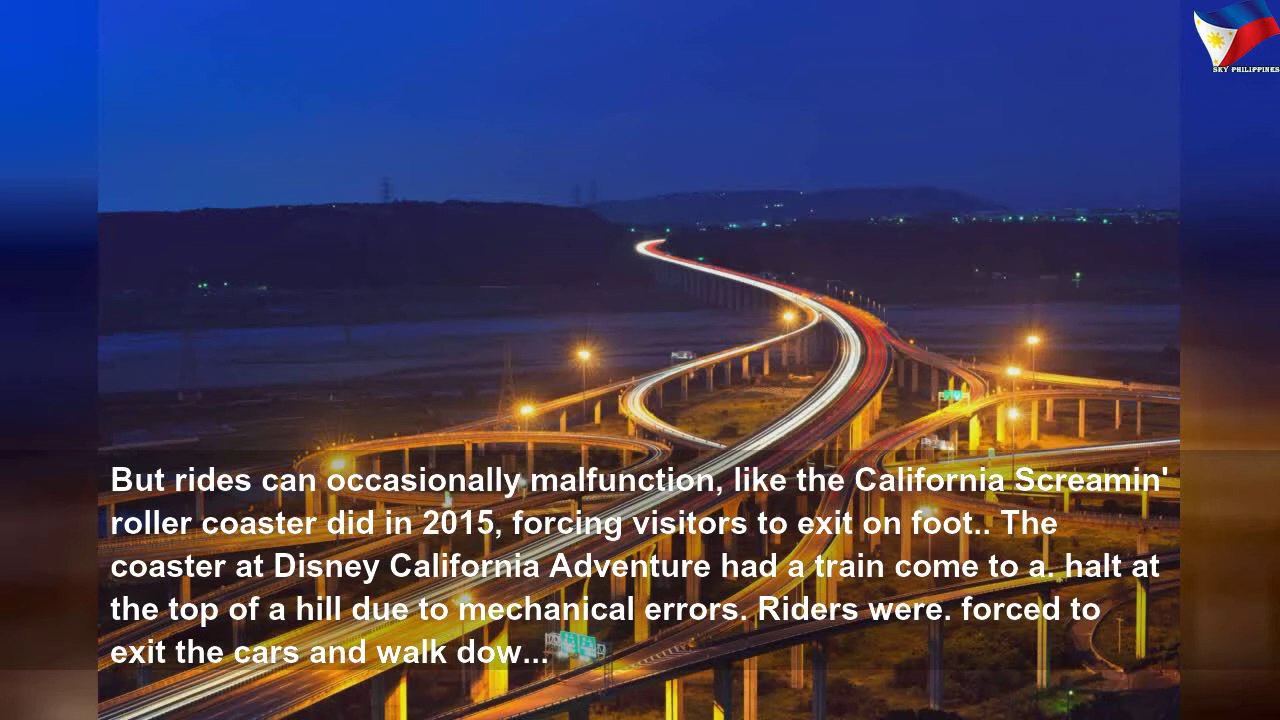 SKY PHILIPPINES
But rides can occasionally malfunction, like the California Screamin'
roller coaster did in 2015, forcing visitors to exit on foot.. The
coaster at Disney California Adventure had a train come to a. halt at
the top of a hill due to mechanical errors. Riders were. forced to
exit the cars and walk dow...